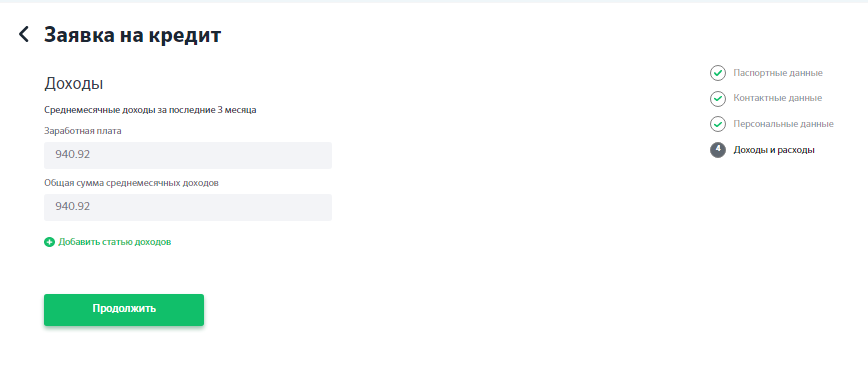 Заявка на кредит
Доходы
Среднемесячные доходы за последние 3 месяца
Заработная плата
940.92
Общая сумма среднемесячных доходов
940.92
Добавить статью доходов
Продолжить
Паспортные данные
Контактные данные
Персональные данные
4 Доходы и расходы